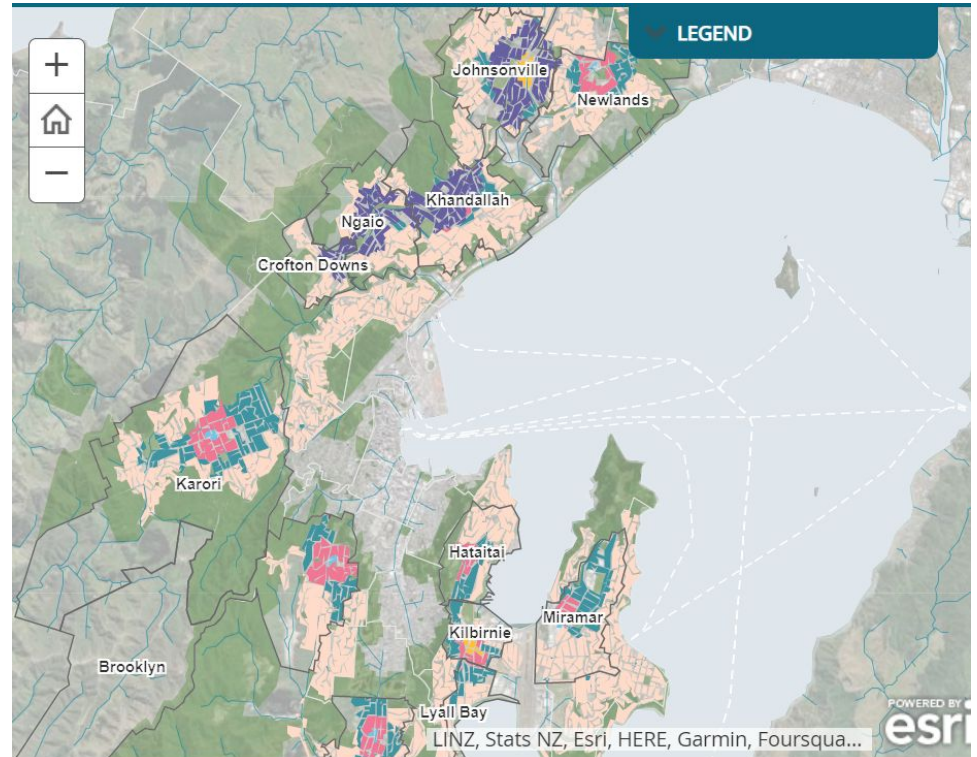 LEGEND
+
−
Johnsonville
Newlands
Khandallah
Ngaio
Crofton Downs
Karori
Hataitai
Miramar
Kilbirnie
Brooklyn
Lyall Bay
POWERED BY
esri
LINZ, Stats NZ, Esri, HERE, Garmin, Foursqua...